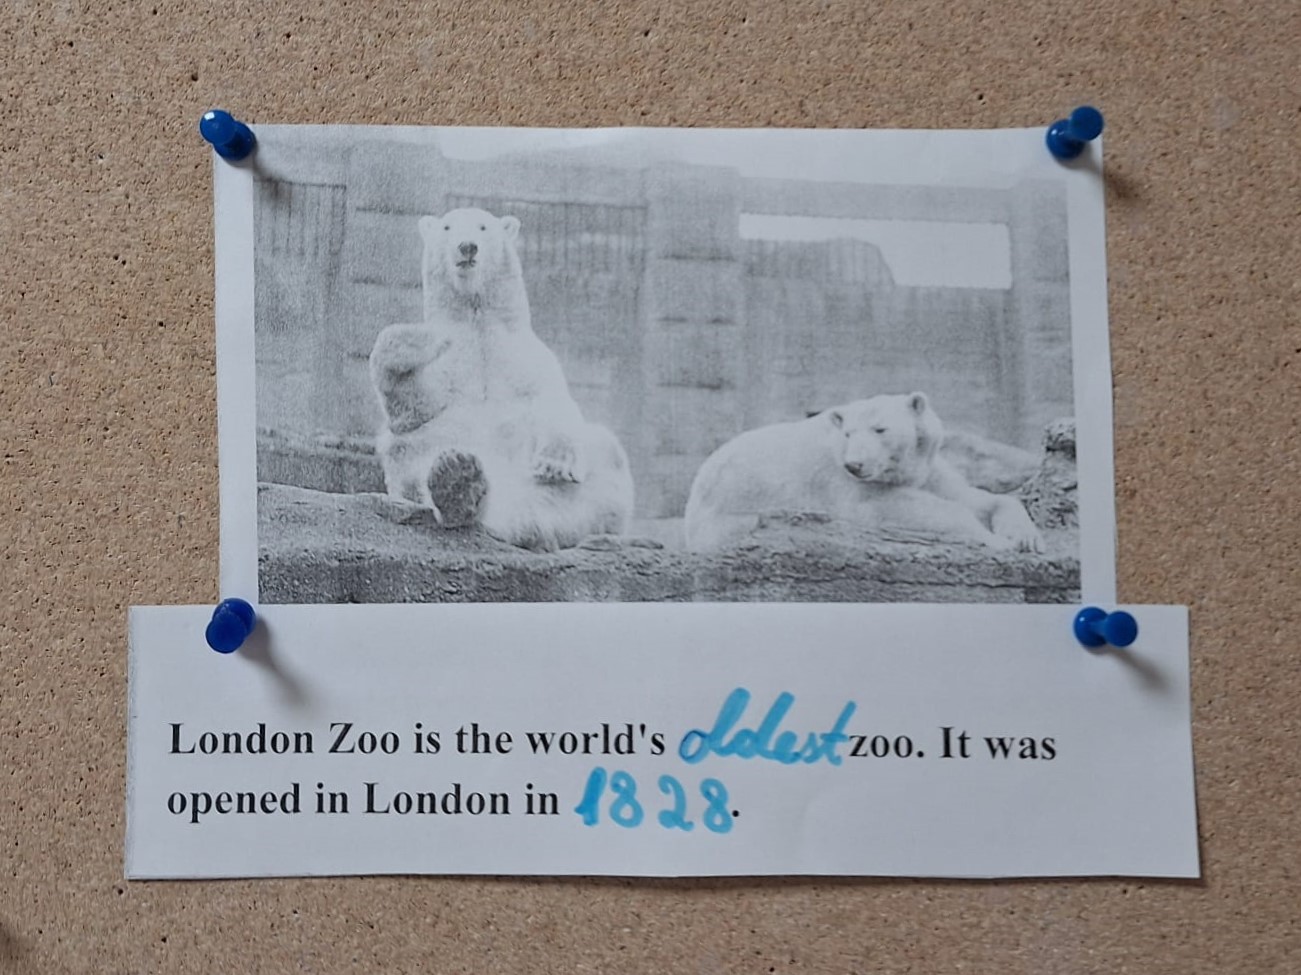 London Zoo is the world's oldest zoo. It was
opened in London in 1828.